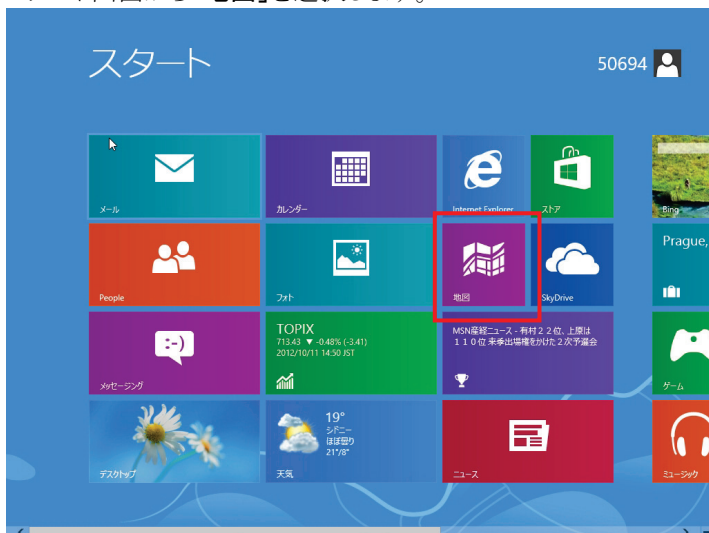 「地図」を選択します。
スタート
50694
メール
カレンダー
Internet Explorer
ストア
Bing
People
フォト
地図
SkyDrive
Prague,
メッセージング
TOPIX
713.43 ▼ -0.48% (-3.41)
2012/10/11 14:50 JST
MSN産経ニュース - 有村２２位、上原は
１１０位 来季出場権をかけた２次予選会
ゲーム
デスクトップ
19°
シドニー
ほぼ曇り
21°/8°
天気
ニュース
ミュージック